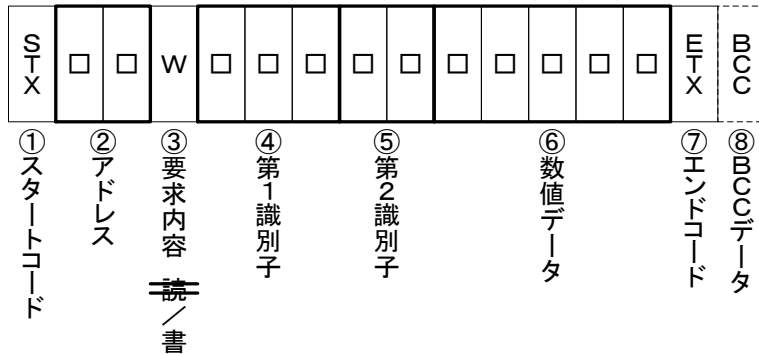 STX □ □ W □ □ □ □ □ □ □ □ □ □ ETX BCC
①スタートコード
②アドレス
③要求内容 読/書
④第1識別子
⑤第2識別子
⑥数値データ
⑦エンドコード
⑧BCCデータ